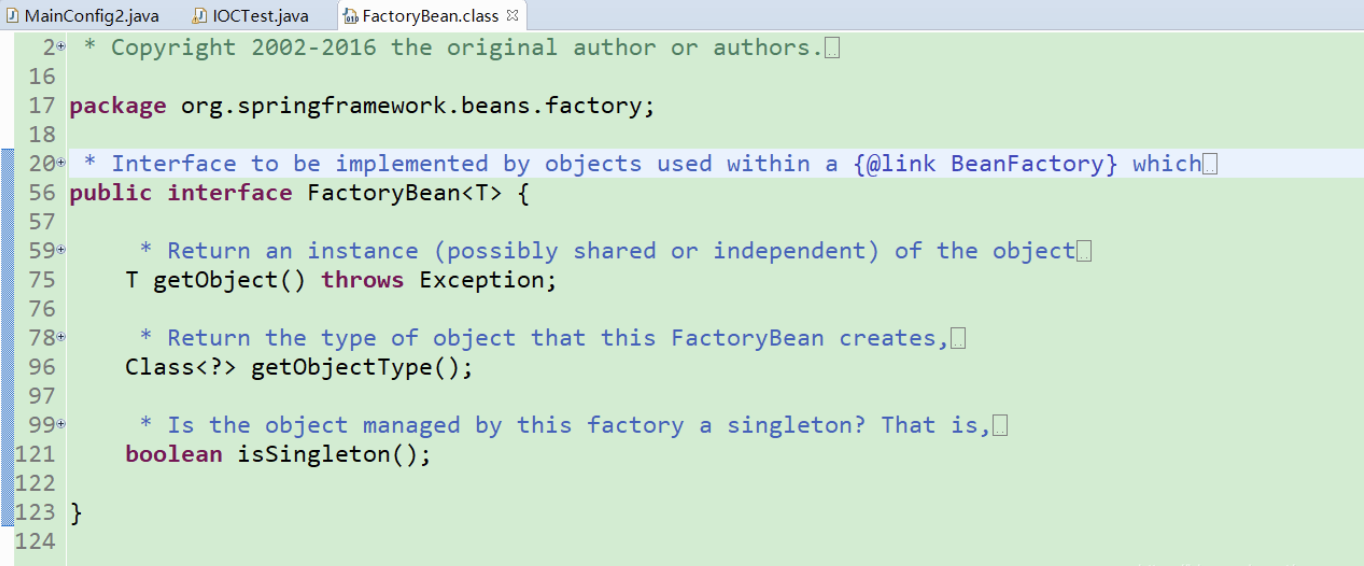 MainConfig2.java IOCTest.java FactoryBean.class
2 * Copyright 2002-2016 the original author or authors.
16
17 package org.springframework.beans.factory;
18
20 * Interface to be implemented by objects used within a {@link BeanFactory} which
56 public interface FactoryBean<T> {
57
59 * Return an instance (possibly shared or independent) of the object
75 T getObject() throws Exception;
76
78 * Return the type of object that this FactoryBean creates,
96 Class<?> getObjectType();
97
99 * Is the object managed by this factory a singleton? That is,
121 boolean isSingleton();
122
123 }
124